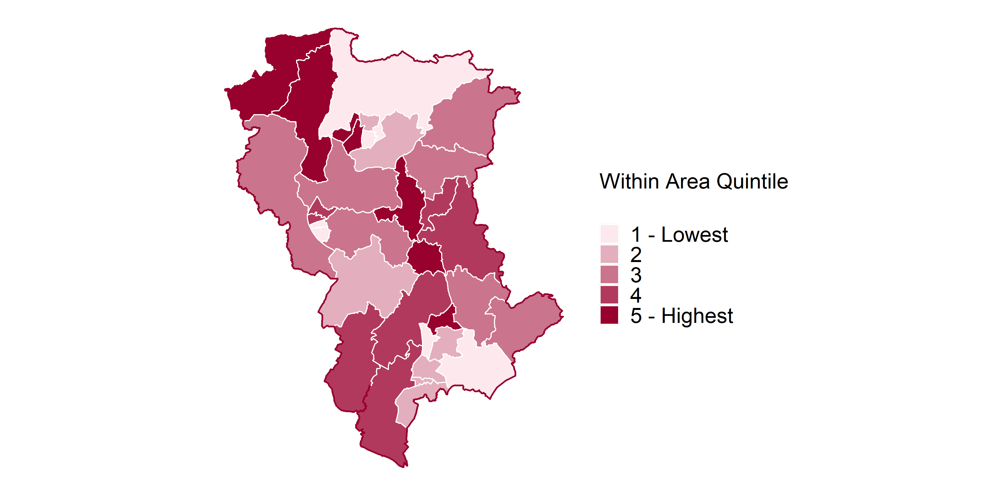 Within Area Quintile
1 - Lowest
2
3
4
5 - Highest